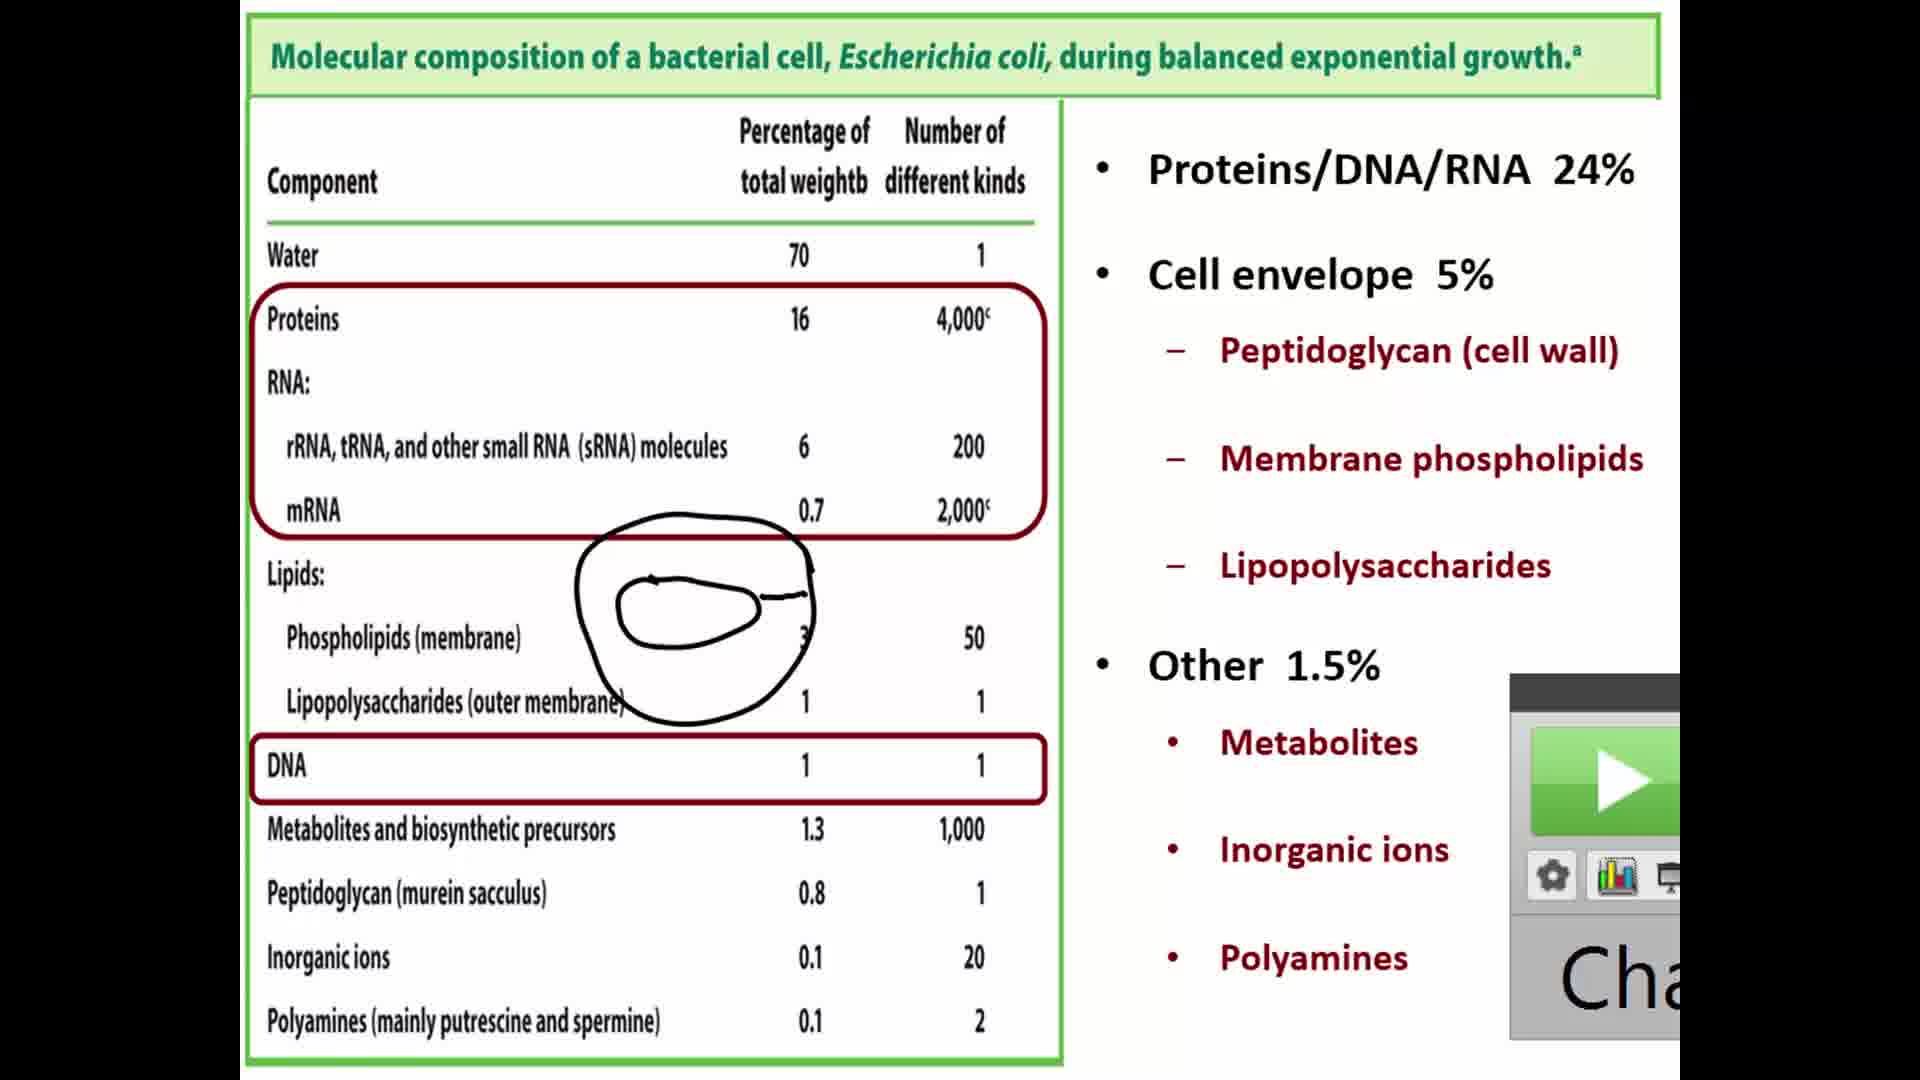 Molecular composition of a bacterial cell, Escherichia coli, during balanced exponential growth.ᵃ
Component Percentage of total weightb Number of different kinds
Water 70 1
Proteins 16 4,000ᶜ
RNA:
rRNA, tRNA, and other small RNA (sRNA) molecules 6 200
mRNA 0.7 2,000ᶜ
Lipids:
Phospholipids (membrane) 3 50
Lipopolysaccharides (outer membrane) 1 1
DNA 1 1
Metabolites and biosynthetic precursors 1.3 1,000
Peptidoglycan (murein sacculus) 0.8 1
Inorganic ions 0.1 20
Polyamines (mainly putrescine and spermine) 0.1 2
• Proteins/DNA/RNA 24%
• Cell envelope 5%
– Peptidoglycan (cell wall)
– Membrane phospholipids
– Lipopolysaccharides
• Other 1.5%
• Metabolites
• Inorganic ions
• Polyamines